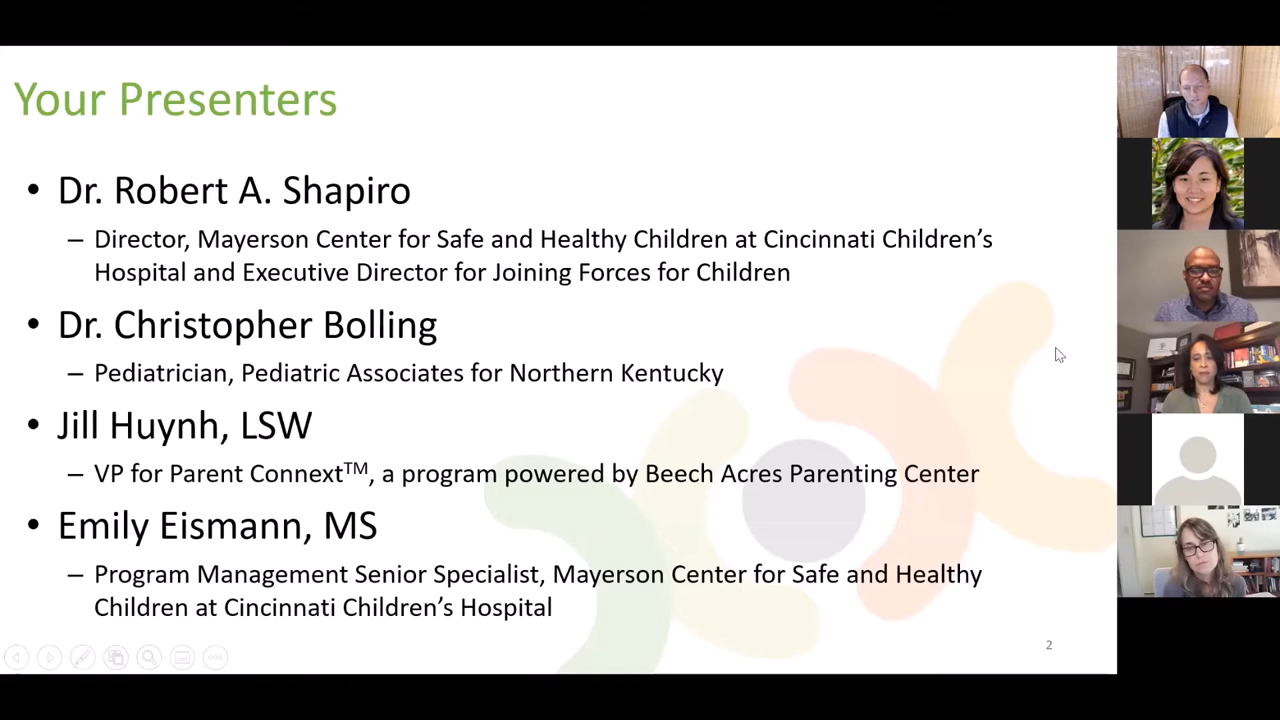 Your Presenters
• Dr. Robert A. Shapiro
– Director, Mayerson Center for Safe and Healthy Children at Cincinnati Children’s
Hospital and Executive Director for Joining Forces for Children
• Dr. Christopher Bolling
– Pediatrician, Pediatric Associates for Northern Kentucky
• Jill Huynh, LSW
– VP for Parent Connext™, a program powered by Beech Acres Parenting Center
• Emily Eismann, MS
– Program Management Senior Specialist, Mayerson Center for Safe and Healthy
Children at Cincinnati Children’s Hospital
2